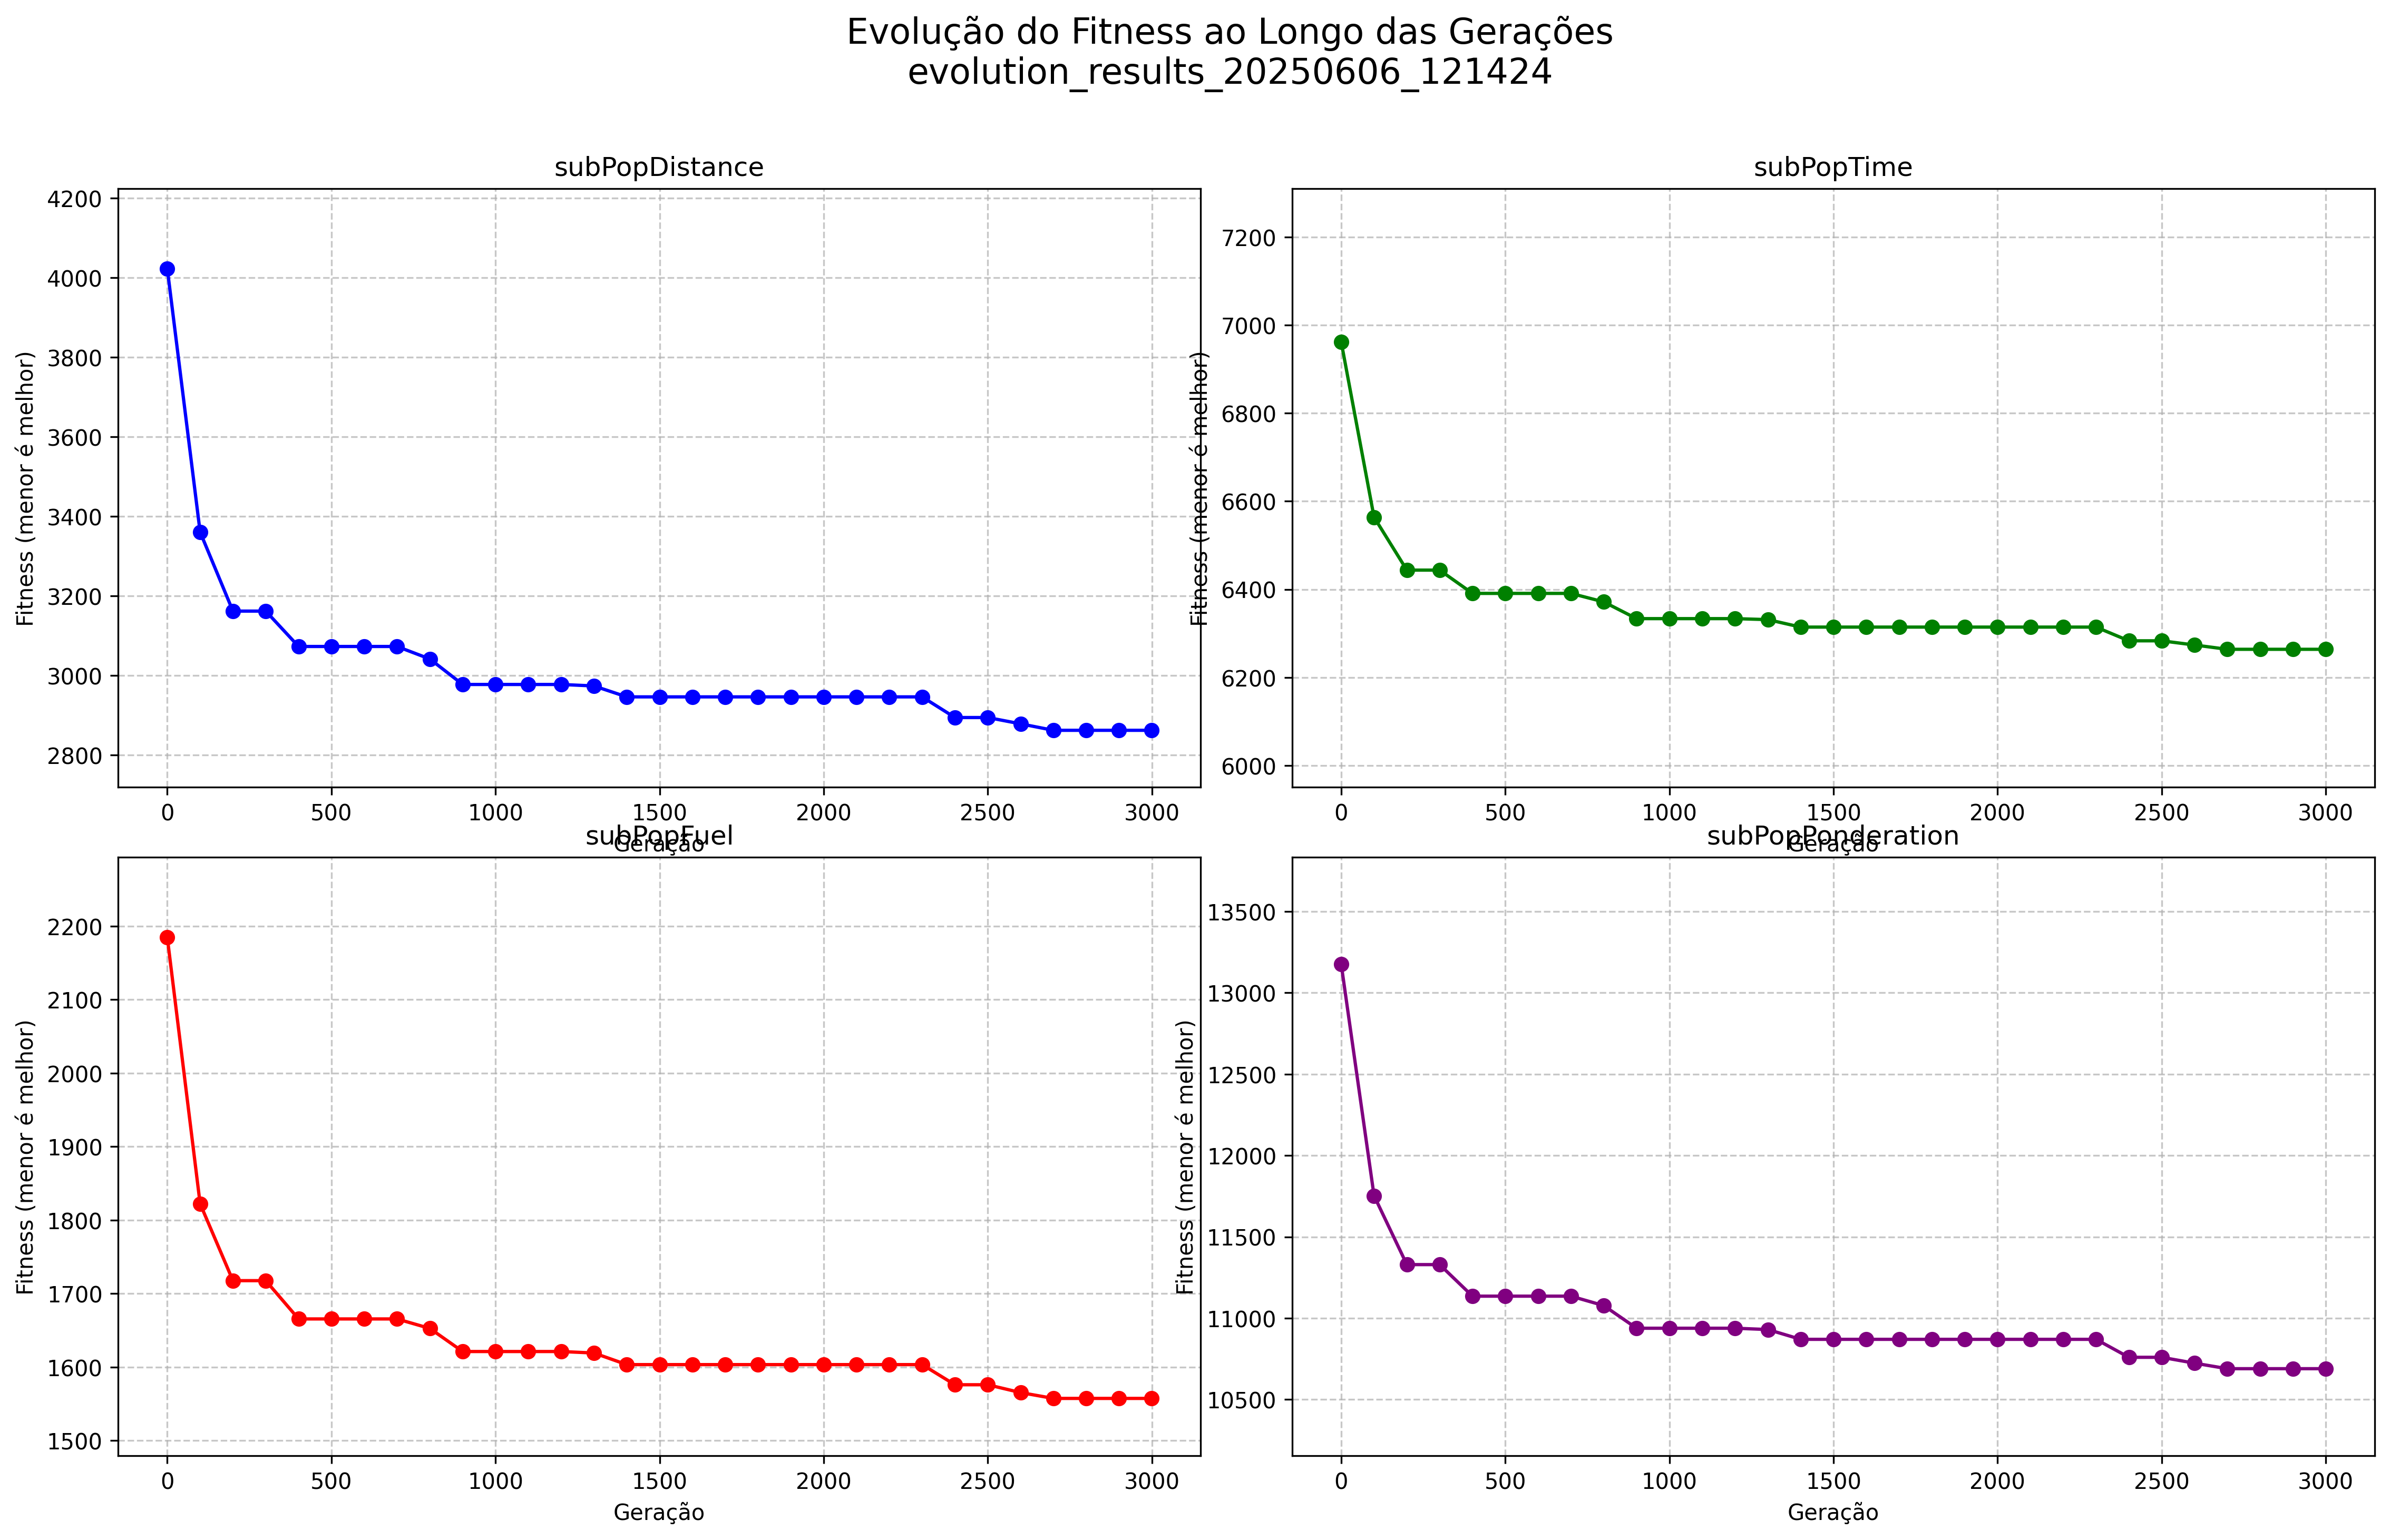 Evolução do Fitness ao Longo das Gerações
evolution_results_20250606_121424
subPopDistance
Fitness (menor é melhor)
4200
4000
3800
3600
3400
3200
3000
2800
0 500 1000 1500 2000 2500 3000
Geração
subPopTime
Fitness (menor é melhor)
7200
7000
6800
6600
6400
6200
6000
0 500 1000 1500 2000 2500 3000
Geração
subPopFuel
Fitness (menor é melhor)
2200
2100
2000
1900
1800
1700
1600
1500
0 500 1000 1500 2000 2500 3000
Geração
subPopPonderation
Fitness (menor é melhor)
13500
13000
12500
12000
11500
11000
10500
0 500 1000 1500 2000 2500 3000
Geração